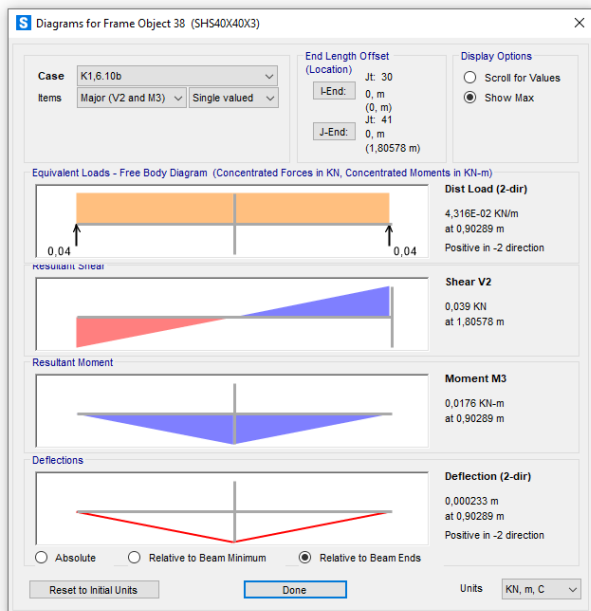 S Diagrams for Frame Object 38 (SHS40X40X3)
Case K1,6.10b
Items Major (V2 and M3) Single valued
End Length Offset
(Location)
I-End: Jt: 30
0, m
(0, m)
J-End: Jt: 41
0, m
(1,80578 m)
Display Options
Scroll for Values
Show Max
Equivalent Loads - Free Body Diagram (Concentrated Forces in KN, Concentrated Moments in KN-m)
0,04
0,04
Dist Load (2-dir)
4,316E-02 KN/m
at 0,90289 m
Positive in -2 direction
Resultant Shear
Shear V2
0,039 KN
at 1,80578 m
Resultant Moment
Moment M3
0,0176 KN-m
at 0,90289 m
Deflections
Deflection (2-dir)
0,000233 m
at 0,90289 m
Positive in -2 direction
Absolute Relative to Beam Minimum Relative to Beam Ends
Reset to Initial Units Done Units KN, m, C